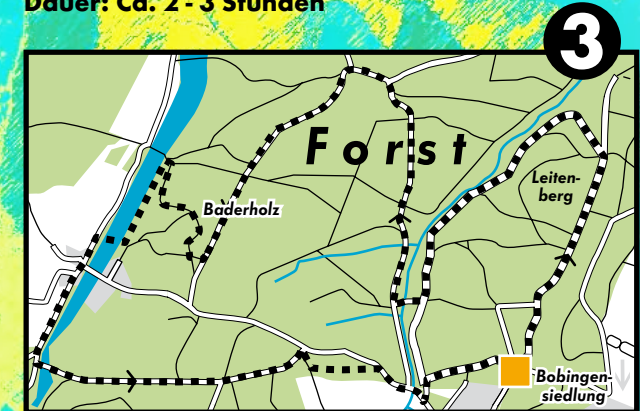 Dauer: Ca. 2 - 3 Stunden
3
Forst
Leiten-
berg
Baderholz
Bobingen-
siedlung